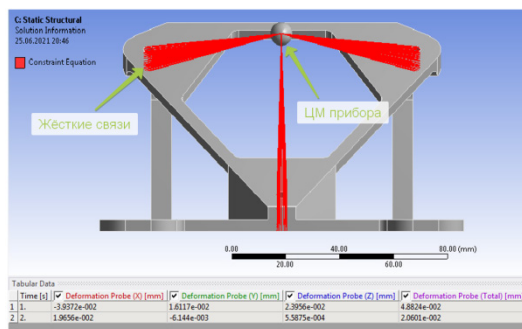 C: Static Structural
Solution Information
25.06.2021 20:46
Constraint Equation
ЦМ прибора
Жёсткие связи
0.00 40.00 80.00 (mm)
20.00 60.00
Tabular Data
Time [s] Deformation Probe (X) [mm] Deformation Probe (Y) [mm] Deformation Probe (Z) [mm] Deformation Probe (Total) [mm]
1 1. -3.9372e-002 1.6117e-002 2.3956e-002 4.8824e-002
2 2. 1.9656e-002 -6.144e-003 5.5875e-004 2.0601e-002